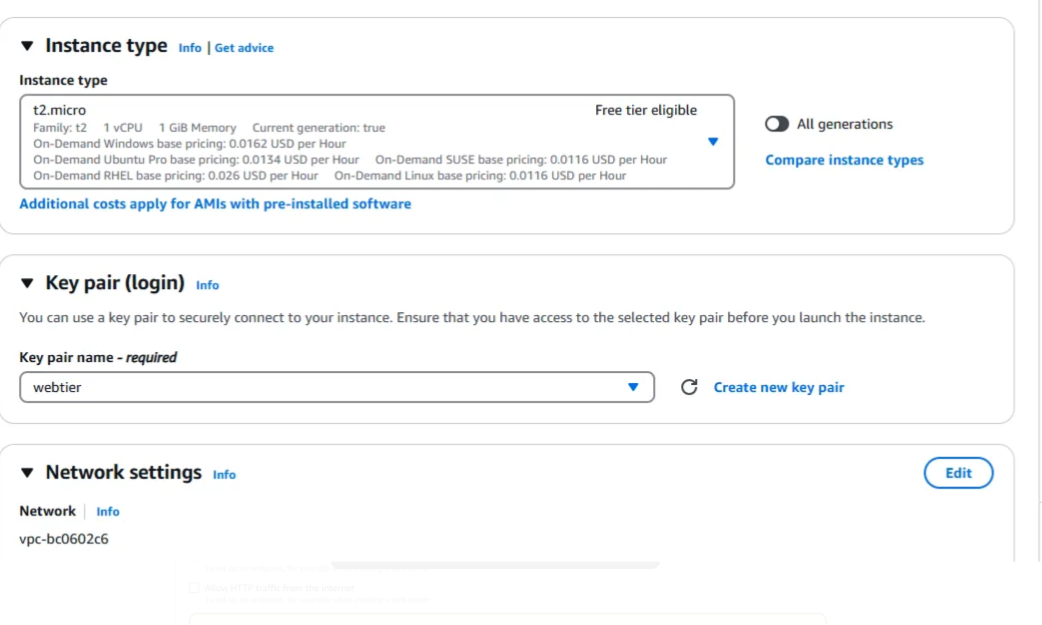 Instance type Info | Get advice
Instance type
t2.micro Free tier eligible
Family: t2 1 vCPU 1 GiB Memory Current generation: true
On-Demand Windows base pricing: 0.0162 USD per Hour
On-Demand Ubuntu Pro base pricing: 0.0134 USD per Hour On-Demand SUSE base pricing: 0.0116 USD per Hour
On-Demand RHEL base pricing: 0.026 USD per Hour On-Demand Linux base pricing: 0.0116 USD per Hour
All generations
Compare instance types
Additional costs apply for AMIs with pre-installed software
Key pair (login) Info
You can use a key pair to securely connect to your instance. Ensure that you have access to the selected key pair before you launch the instance.
Key pair name - required
webtier
Create new key pair
Network settings Info
Edit
Network Info
vpc-bc0602c6
Allow HTTP traffic from the internet